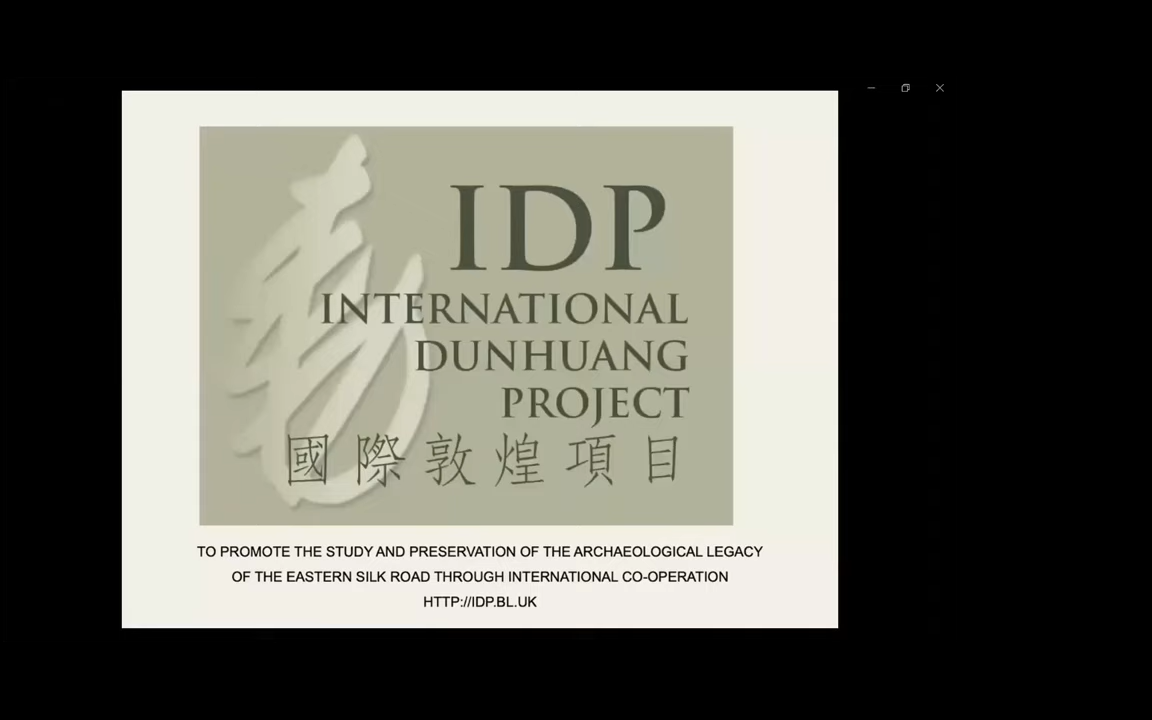 IDP
INTERNATIONAL
DUNHUANG
PROJECT
國際敦煌項目
TO PROMOTE THE STUDY AND PRESERVATION OF THE ARCHAEOLOGICAL LEGACY
OF THE EASTERN SILK ROAD THROUGH INTERNATIONAL CO-OPERATION
HTTP://IDP.BL.UK